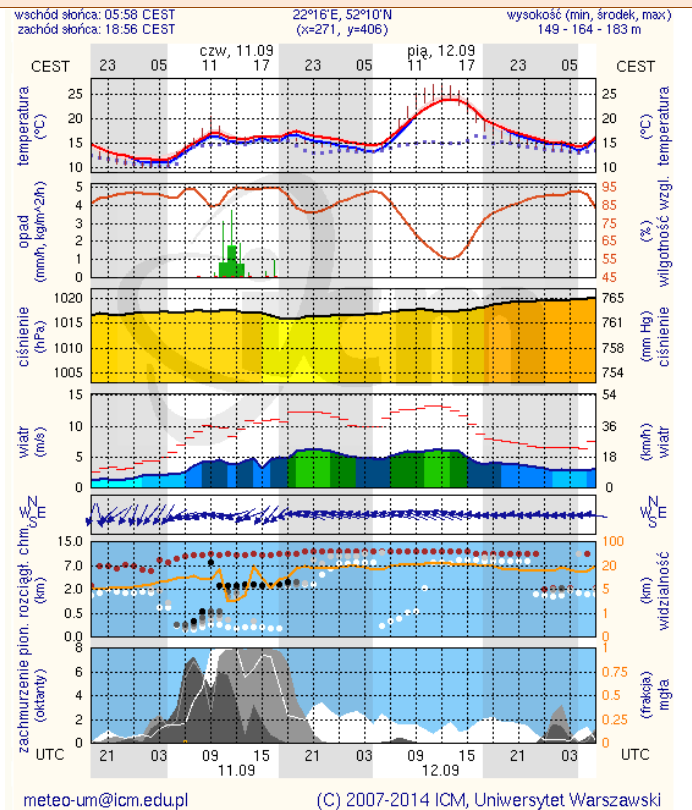 wschód słońca: 05:58 CEST 22°16'E, 52°10'N wysokość (min, środek, max)
zachód słońca: 18:56 CEST (x=271, y=406) 149 - 164 - 183 m
czw, 11.09 pią, 12.09
CEST 23 05 11 17 23 05 11 17 23 05 CEST
temperatura (°C)
25
20
15
10
25
20
15
10
(°C) temperatura
opad (mm/h, kg/m^2/h)
5
4
3
2
1
0
95
85
75
65
55
45
(%) wilgotność wzgl.
ciśnienie (hPa)
1020
1015
1010
1005
765
761
758
754
(mm Hg) ciśnienie
wiatr (m/s)
15
10
5
0
54
36
18
0
(km/h) wiatr
N
W E
S
N
W E
S
pion. rozciągł. chm. (km)
15.0
7.0
2.0
0.5
0.0
100
20
5
1
0
(km) widzialność
zachmurzenie (oktanty)
8
6
4
2
0
1
0.75
0.5
0.25
0
(frakcja) mgła
UTC 21 03 09 15 21 03 09 15 21 03 UTC
11.09 12.09
meteo-um@icm.edu.pl (C) 2007-2014 ICM, Uniwersytet Warszawski
icm